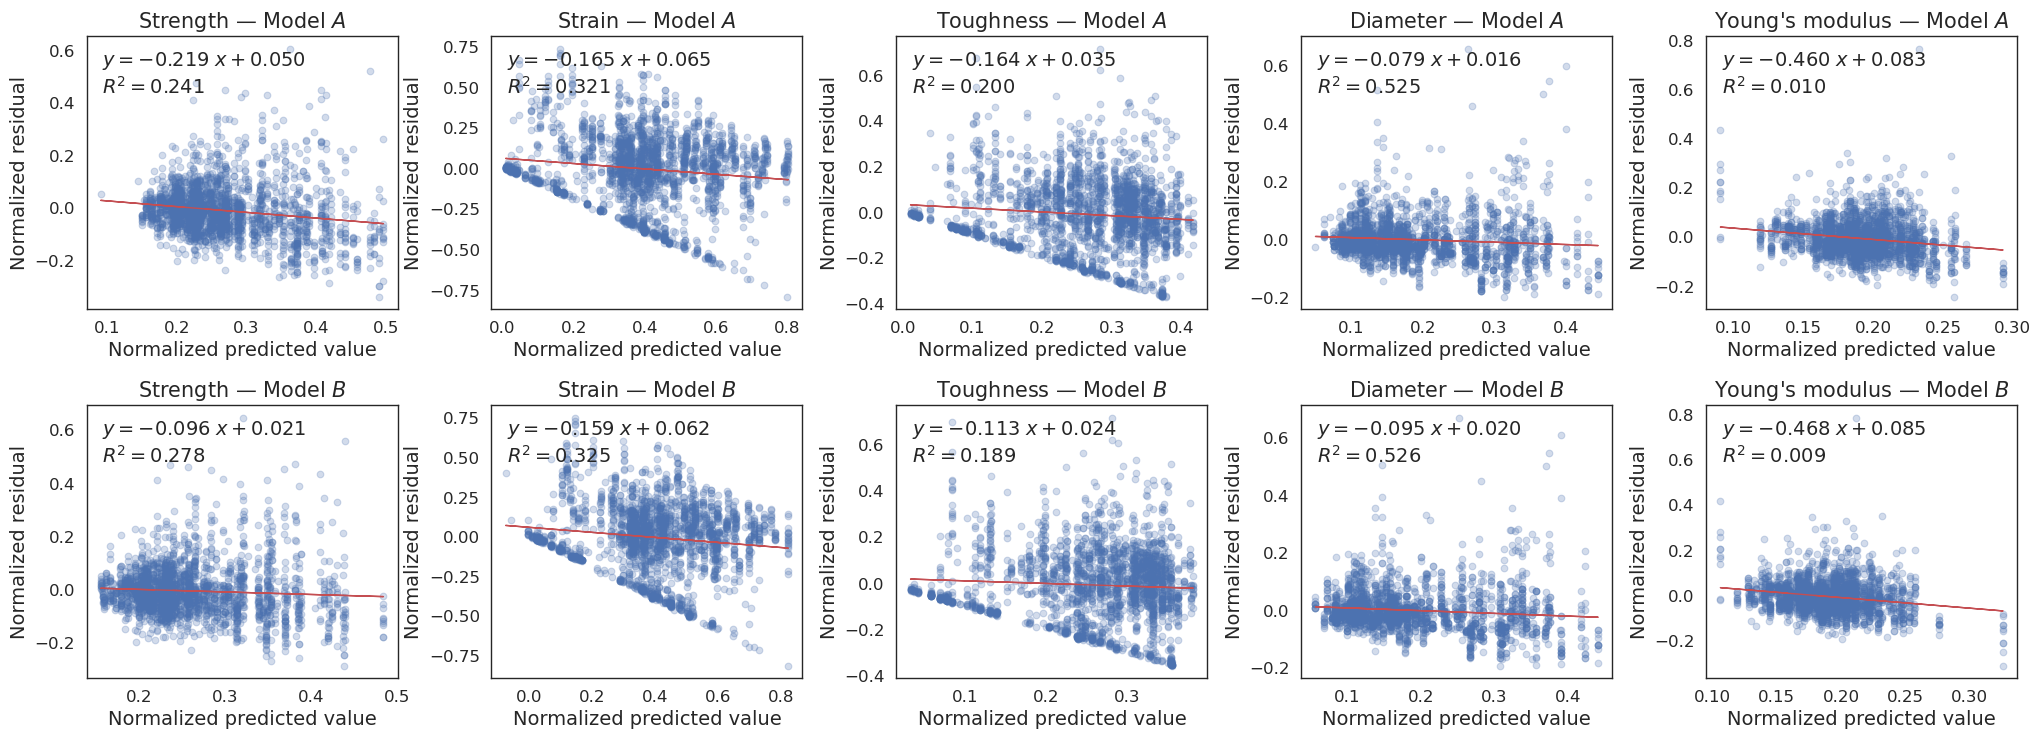 Strength — Model A
Normalized residual
0.6
0.4
0.2
0.0
−0.2
y = −0.219 x + 0.050
R² = 0.241
0.1 0.2 0.3 0.4 0.5
Normalized predicted value
Strain — Model A
Normalized residual
0.75
0.50
0.25
0.00
−0.25
−0.50
−0.75
y = −0.165 x + 0.065
R² = 0.321
0.0 0.2 0.4 0.6 0.8
Normalized predicted value
Toughness — Model A
Normalized residual
0.6
0.4
0.2
0.0
−0.2
−0.4
y = −0.164 x + 0.035
R² = 0.200
0.0 0.1 0.2 0.3 0.4
Normalized predicted value
Diameter — Model A
Normalized residual
0.6
0.4
0.2
0.0
−0.2
y = −0.079 x + 0.016
R² = 0.525
0.1 0.2 0.3 0.4
Normalized predicted value
Young's modulus — Model A
Normalized residual
0.8
0.6
0.4
0.2
0.0
−0.2
y = −0.460 x + 0.083
R² = 0.010
0.10 0.15 0.20 0.25 0.30
Normalized predicted value
Strength — Model B
Normalized residual
0.6
0.4
0.2
0.0
−0.2
y = −0.096 x + 0.021
R² = 0.278
0.2 0.3 0.4 0.5
Normalized predicted value
Strain — Model B
Normalized residual
0.75
0.50
0.25
0.00
−0.25
−0.50
−0.75
y = −0.159 x + 0.062
R² = 0.325
0.0 0.2 0.4 0.6 0.8
Normalized predicted value
Toughness — Model B
Normalized residual
0.6
0.4
0.2
0.0
−0.2
−0.4
y = −0.113 x + 0.024
R² = 0.189
0.1 0.2 0.3
Normalized predicted value
Diameter — Model B
Normalized residual
0.6
0.4
0.2
0.0
−0.2
y = −0.095 x + 0.020
R² = 0.526
0.1 0.2 0.3 0.4
Normalized predicted value
Young's modulus — Model B
Normalized residual
0.8
0.6
0.4
0.2
0.0
−0.2
y = −0.468 x + 0.085
R² = 0.009
0.10 0.15 0.20 0.25 0.30
Normalized predicted value